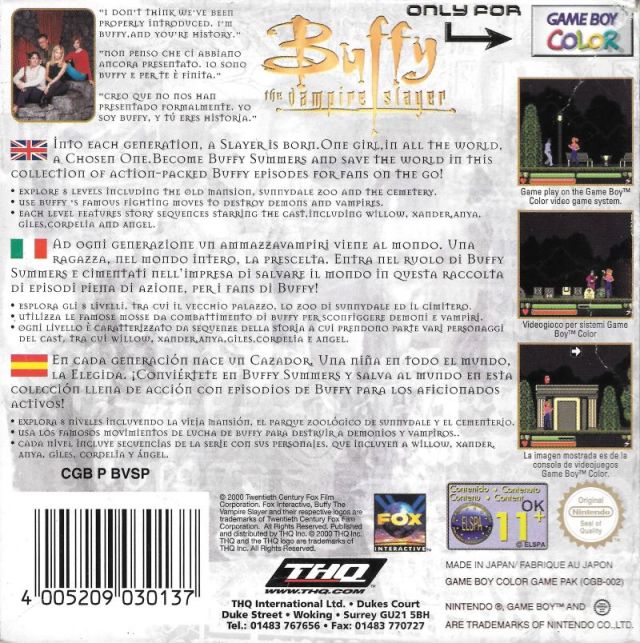 "I don't think we've been
properly introduced. I'm
Buffy.And you're history."
"Non penso che ci abbiano
ancora presentato. Io sono
Buffy e per te è finita."
"Creo que no nos han
presentado formalmente. Yo
soy Buffy, y tú eres historia."
Buffy
the vampire slayer
ONLY FOR
GAME BOY
COLOR
Into each generation, a Slayer is born.One girl,in all the world,
a Chosen One.Become Buffy Summers and save the world in this
collection of action-packed Buffy episodes for fans on the go!
• Explore 8 levels including the old mansion, Sunnydale zoo and the cemetery.
• Use Buffy 's famous fighting moves to destroy demons and vampires.
• Each level features story sequences starring the cast,including Willow, Xander,Anya,
Giles,Cordelia and Angel.
Game play on the Game Boy™
Color video game system.
Ad ogni generazione un ammazzavampiri viene al mondo. Una
ragazza, nel mondo intero, la prescelta. Entra nel ruolo di Buffy
Summers e cimentati nell'impresa di salvare il mondo in questa raccolta
di episodi piena di azione, per i fans di Buffy!
• Esplora gli 8 livelli, tra cui il vecchio palazzo. Lo zoo di Sunnydale ed il cimitero.
• Utilizza le famose mosse da combattimento di Buffy per sconfiggere demoni e vampiri.
• Ogni livello è caratterizzato da sequenze della storia a cui prendono parte vari personaggi
del cast, tra cui Willow, Xander,Anya,Giles,Cordelia e Angel.
Videogioco per sistemi Game
Boy™ Color
En cada generación nace un Cazador, Una niña en todo el mundo,
la Elegida. ¡Conviértete en Buffy Summers y salva al mundo en esta
colección llena de acción con episodios de Buffy para los aficionados
activos!
• Explora 8 niveles incluyendo la vieja mansión, el parque zoológico de Sunnydale y el cementerio.
• Usa los famosos movimientos de lucha de Buffy para destruir a demonios y vampiros..
• Cada nivel incluye secuencias de la serie con sus personajes, que incluyen a Willow, Xander,
Anya, Giles, Cordelia y Ángel.
La imagen mostrada es de la
consola de videojuegos
Game Boy™ Color.
CGB P BVSP
4 005209 030137
© 2000 Twentieth Century Fox Film
Corporation. Fox Interactive, Buffy The
Vampire Slayer and their respective logos are
trademarks of Twentieth Century Fox Film
Corporation. All Rights Reserved. Published
and distributed by THQ Inc. © 2000 THQ Inc.
THQ and the THQ logo are trademarks of
THQ Inc. All Rights Reserved.
FOX
INTERACTIVE
THQ
WWW.THQ.COM
THQ International Ltd. • Dukes Court
Duke Street • Woking • Surrey GU21 5BH
Tel.: 01483 767656 • Fax: 01483 770727
Contenido • Contenuto
OK
ELSPA
11+
© ELSPA
Original
Nintendo
Seal of
Quality
MADE IN JAPAN/ FABRIQUE AU JAPON
GAME BOY COLOR GAME PAK (CGB-002)
NINTENDO ®, GAME BOY™ AND
ARE TRADEMARKS OF NINTENDO CO.,LTD.